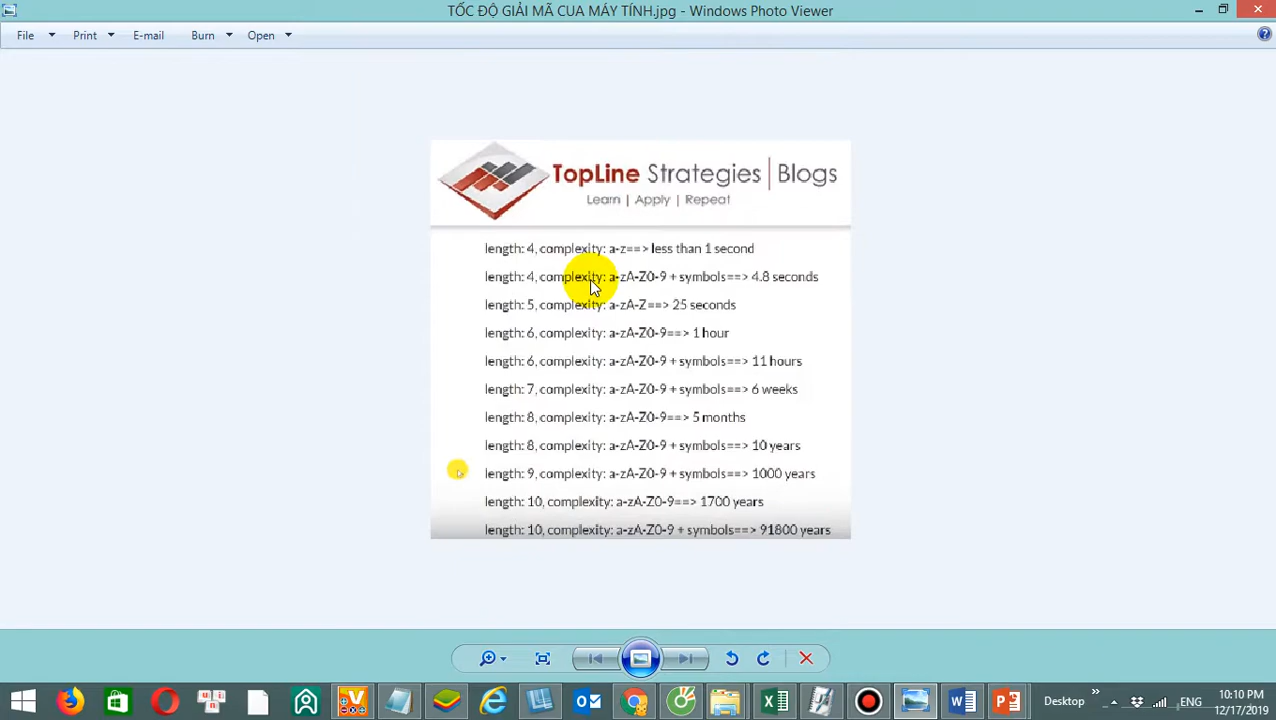 TỐC ĐỘ GIẢI MÃ CUA MÁY TÍNH.jpg - Windows Photo Viewer
File Print E-mail Burn Open
TopLine Strategies | Blogs
Learn | Apply | Repeat
length: 4, complexity: a-z==> less than 1 second
length: 4, complexity: a-zA-Z0-9 + symbols==> 4.8 seconds
length: 5, complexity: a-zA-Z==> 25 seconds
length: 6, complexity: a-zA-Z0-9==> 1 hour
length: 6, complexity: a-zA-Z0-9 + symbols==> 11 hours
length: 7, complexity: a-zA-Z0-9 + symbols==> 6 weeks
length: 8, complexity: a-zA-Z0-9==> 5 months
length: 8, complexity: a-zA-Z0-9 + symbols==> 10 years
length: 9, complexity: a-zA-Z0-9 + symbols==> 1000 years
length: 10, complexity: a-zA-Z0-9==> 1700 years
length: 10, complexity: a-zA-Z0-9 + symbols==> 91800 years
Desktop
ENG
10:10 PM
12/17/2019